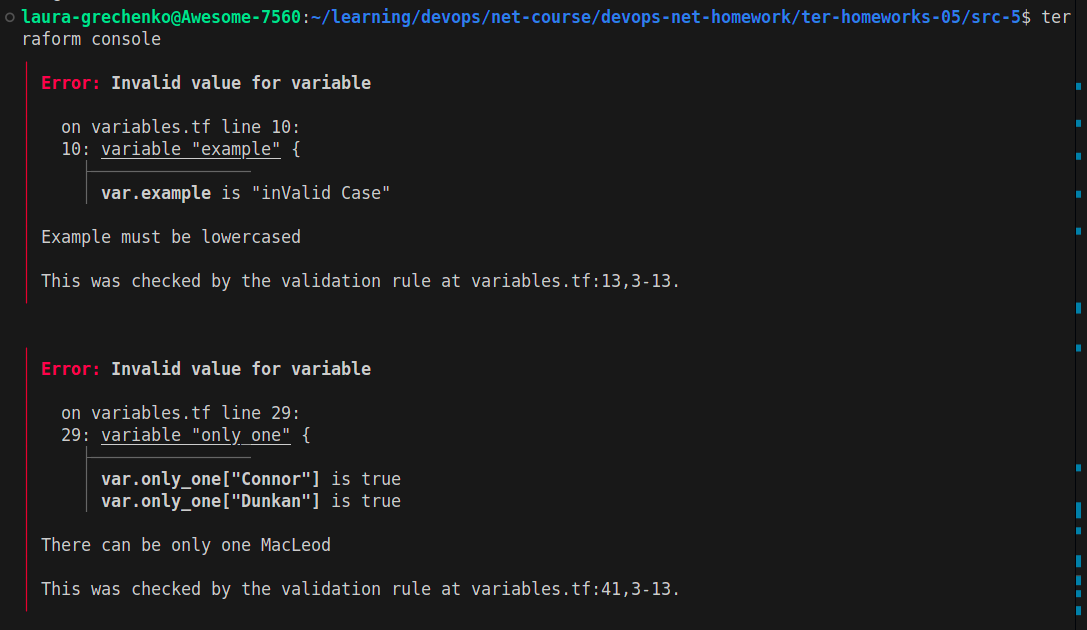 laura-grechenko@Awesome-7560:~/learning/devops/net-course/devops-net-homework/ter-homeworks-05/src-5$ ter
raform console
Error: Invalid value for variable
on variables.tf line 10:
10: variable "example" {
var.example is "inValid Case"
Example must be lowercased
This was checked by the validation rule at variables.tf:13,3-13.
Error: Invalid value for variable
on variables.tf line 29:
29: variable "only_one" {
var.only_one["Connor"] is true
var.only_one["Dunkan"] is true
There can be only one MacLeod
This was checked by the validation rule at variables.tf:41,3-13.